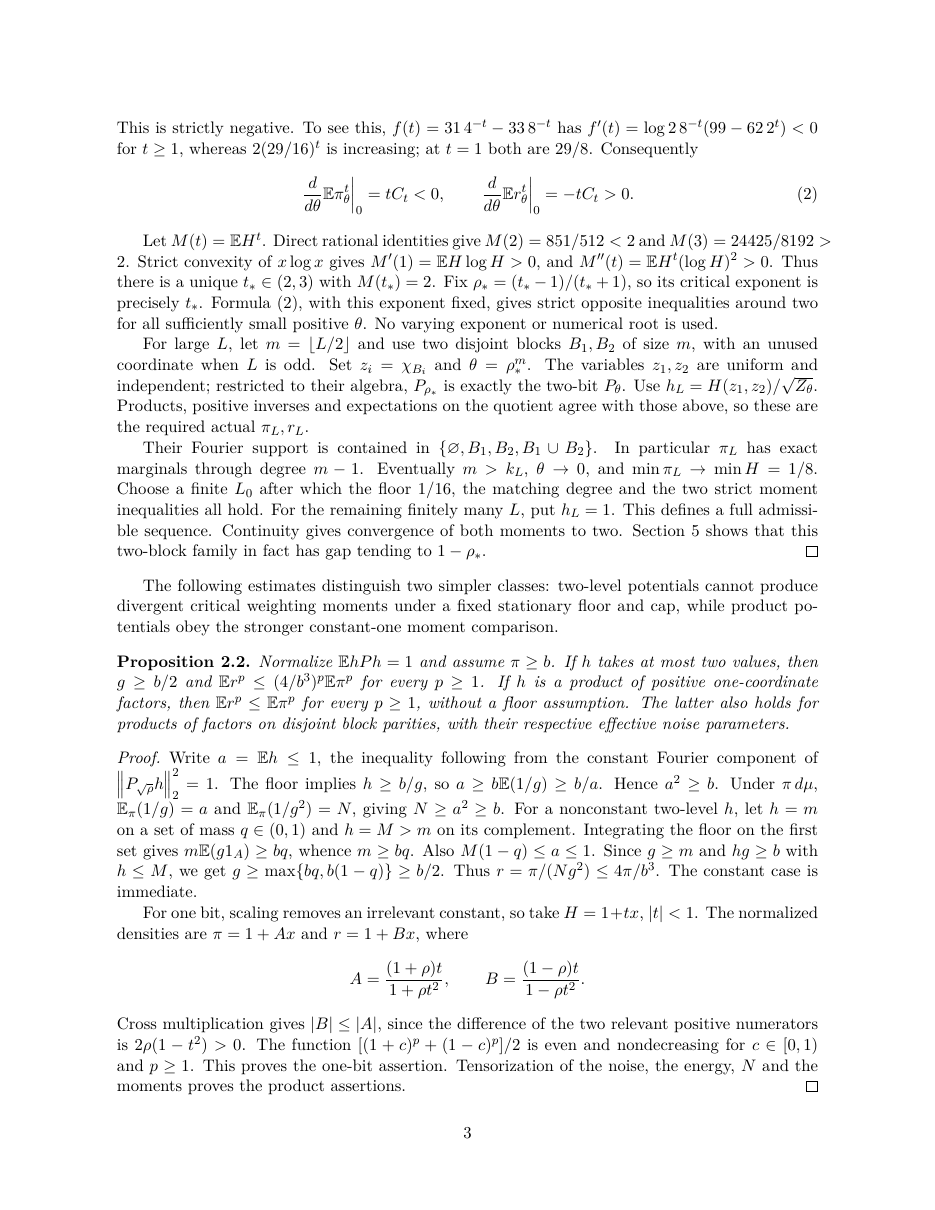 This is strictly negative. To see this, f(t) = 31 4^{−t} − 33 8^{−t} has f′(t) = log 2 8^{−t}(99 − 62 2^t) < 0
for t ≥ 1, whereas 2(29/16)^t is increasing; at t = 1 both are 29/8. Consequently
d/dθ 𝔼π_θ^t |_0 = tC_t < 0, d/dθ 𝔼r_θ^t |_0 = −tC_t > 0. (2)
Let M(t) = 𝔼H^t. Direct rational identities give M(2) = 851/512 < 2 and M(3) = 24425/8192 >
2. Strict convexity of x log x gives M′(1) = 𝔼H log H > 0, and M″(t) = 𝔼H^t(log H)^2 > 0. Thus
there is a unique t_* ∈ (2, 3) with M(t_*) = 2. Fix ρ_* = (t_* − 1)/(t_* + 1), so its critical exponent is
precisely t_*. Formula (2), with this exponent fixed, gives strict opposite inequalities around two
for all sufficiently small positive θ. No varying exponent or numerical root is used.
For large L, let m = ⌊L/2⌋ and use two disjoint blocks B_1, B_2 of size m, with an unused
coordinate when L is odd. Set z_i = χ_{B_i} and θ = ρ_*^m. The variables z_1, z_2 are uniform and
independent; restricted to their algebra, P_{ρ_*} is exactly the two-bit P_θ. Use h_L = H(z_1, z_2)/√Z_θ.
Products, positive inverses and expectations on the quotient agree with those above, so these are
the required actual π_L, r_L.
Their Fourier support is contained in {∅, B_1, B_2, B_1 ∪ B_2}. In particular π_L has exact
marginals through degree m − 1. Eventually m > k_L, θ → 0, and min π_L → min H = 1/8.
Choose a finite L_0 after which the floor 1/16, the matching degree and the two strict moment
inequalities all hold. For the remaining finitely many L, put h_L = 1. This defines a full admissi-
ble sequence. Continuity gives convergence of both moments to two. Section 5 shows that this
two-block family in fact has gap tending to 1 − ρ_*. □
The following estimates distinguish two simpler classes: two-level potentials cannot produce
divergent critical weighting moments under a fixed stationary floor and cap, while product po-
tentials obey the stronger constant-one moment comparison.
Proposition 2.2. Normalize 𝔼hPh = 1 and assume π ≥ b. If h takes at most two values, then
g ≥ b/2 and 𝔼r^p ≤ (4/b^3)^p𝔼π^p for every p ≥ 1. If h is a product of positive one-coordinate
factors, then 𝔼r^p ≤ 𝔼π^p for every p ≥ 1, without a floor assumption. The latter also holds for
products of factors on disjoint block parities, with their respective effective noise parameters.
Proof. Write a = 𝔼h ≤ 1, the inequality following from the constant Fourier component of
‖P_{√ρ}h‖_2^2 = 1. The floor implies h ≥ b/g, so a ≥ b𝔼(1/g) ≥ b/a. Hence a^2 ≥ b. Under π dμ,
𝔼_π(1/g) = a and 𝔼_π(1/g^2) = N, giving N ≥ a^2 ≥ b. For a nonconstant two-level h, let h = m
on a set of mass q ∈ (0, 1) and h = M > m on its complement. Integrating the floor on the first
set gives m𝔼(g1_A) ≥ bq, whence m ≥ bq. Also M(1 − q) ≤ a ≤ 1. Since g ≥ m and hg ≥ b with
h ≤ M, we get g ≥ max{bq, b(1 − q)} ≥ b/2. Thus r = π/(Ng^2) ≤ 4π/b^3. The constant case is
immediate.
For one bit, scaling removes an irrelevant constant, so take H = 1+tx, |t| < 1. The normalized
densities are π = 1 + Ax and r = 1 + Bx, where
A = (1 + ρ)t / (1 + ρt^2), B = (1 − ρ)t / (1 − ρt^2).
Cross multiplication gives |B| ≤ |A|, since the difference of the two relevant positive numerators
is 2ρ(1 − t^2) > 0. The function [(1 + c)^p + (1 − c)^p]/2 is even and nondecreasing for c ∈ [0, 1)
and p ≥ 1. This proves the one-bit assertion. Tensorization of the noise, the energy, N and the
moments proves the product assertions. □
3